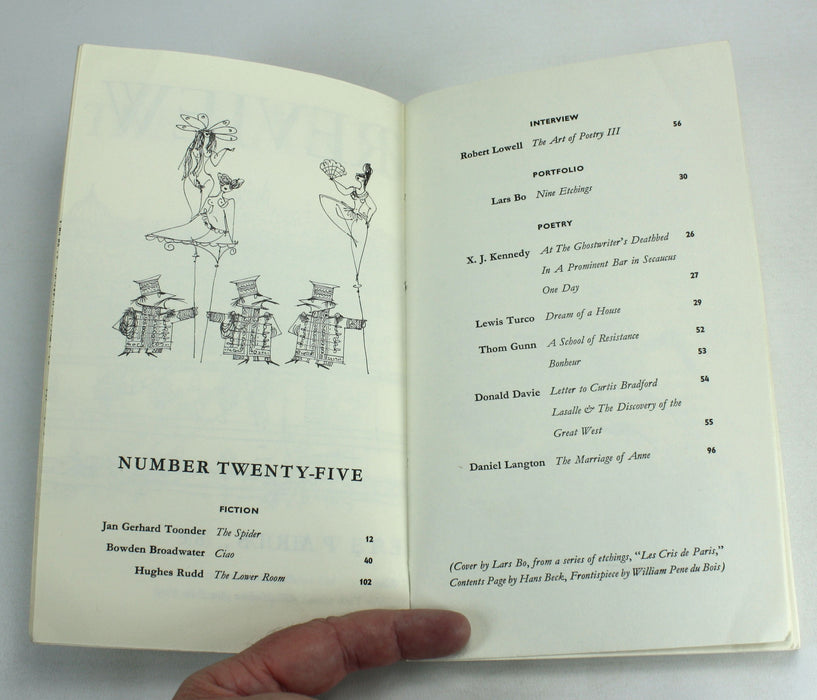 NUMBER TWENTY-FIVE
FICTION
Jan Gerhard Toonder The Spider 12
Bowden Broadwater Ciao 40
Hughes Rudd The Lower Room 102
INTERVIEW
Robert Lowell The Art of Poetry III 56
PORTFOLIO
Lars Bo Nine Etchings 30
POETRY
X. J. Kennedy At The Ghostwriter's Deathbed 26
In A Prominent Bar in Secaucus
One Day 27
Lewis Turco Dream of a House 29
Thom Gunn A School of Resistance 52
Bonheur 53
Donald Davie Letter to Curtis Bradford 54
Lasalle & The Discovery of the
Great West 55
Daniel Langton The Marriage of Anne 96
(Cover by Lars Bo, from a series of etchings, "Les Cris de Paris,"
Contents Page by Hans Beck, Frontispiece by William Pene du Bois)